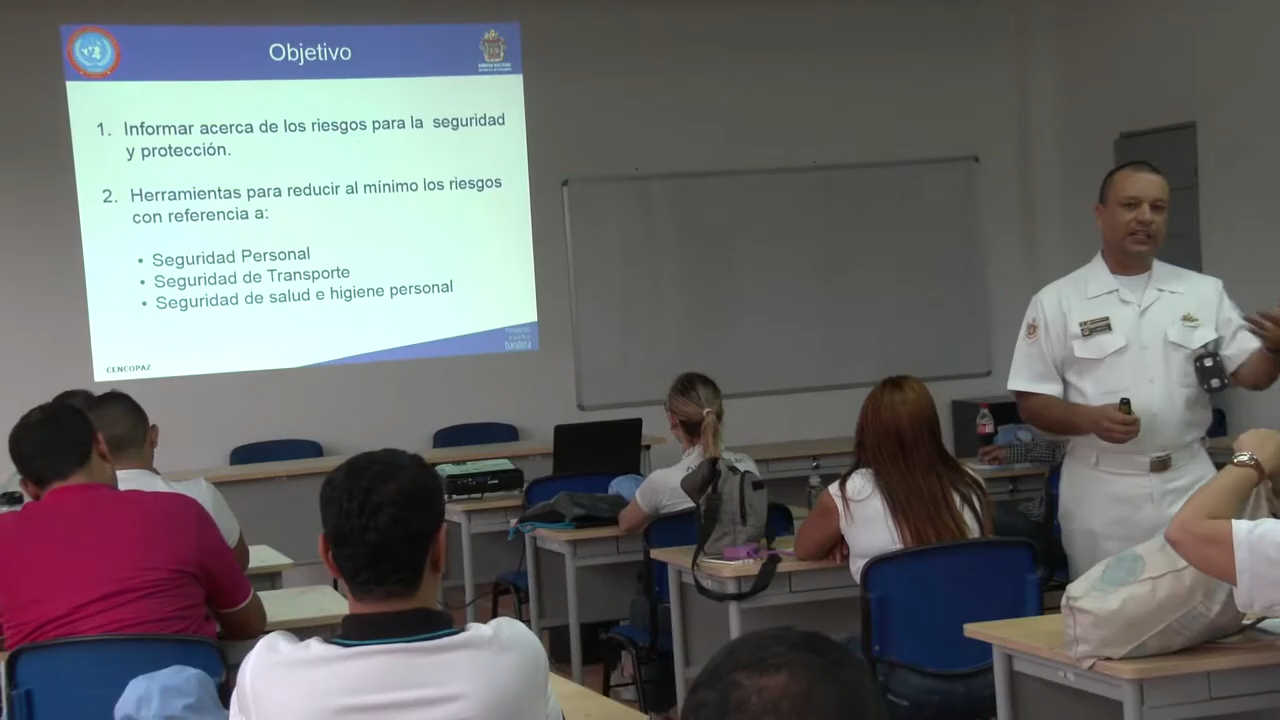 Objetivo
1. Informar acerca de los riesgos para la seguridad
y protección.
2. Herramientas para reducir al mínimo los riesgos
con referencia a:
• Seguridad Personal
• Seguridad de Transporte
• Seguridad de salud e higiene personal
bandera
CENCOPAZ